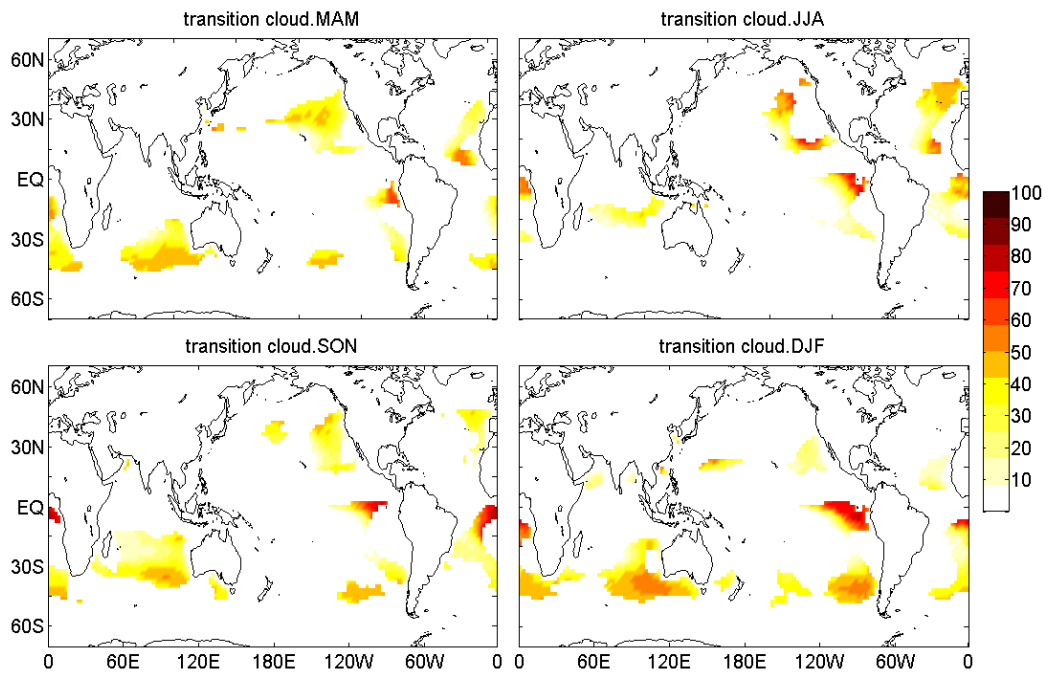 transition cloud.MAM
transition cloud.JJA
60N
30N
EQ
30S
60S
100
90
80
70
60
50
40
30
20
10
transition cloud.SON
transition cloud.DJF
60N
30N
EQ
30S
60S
0 60E 120E 180E 120W 60W 0
60E 120E 180E 120W 60W 0